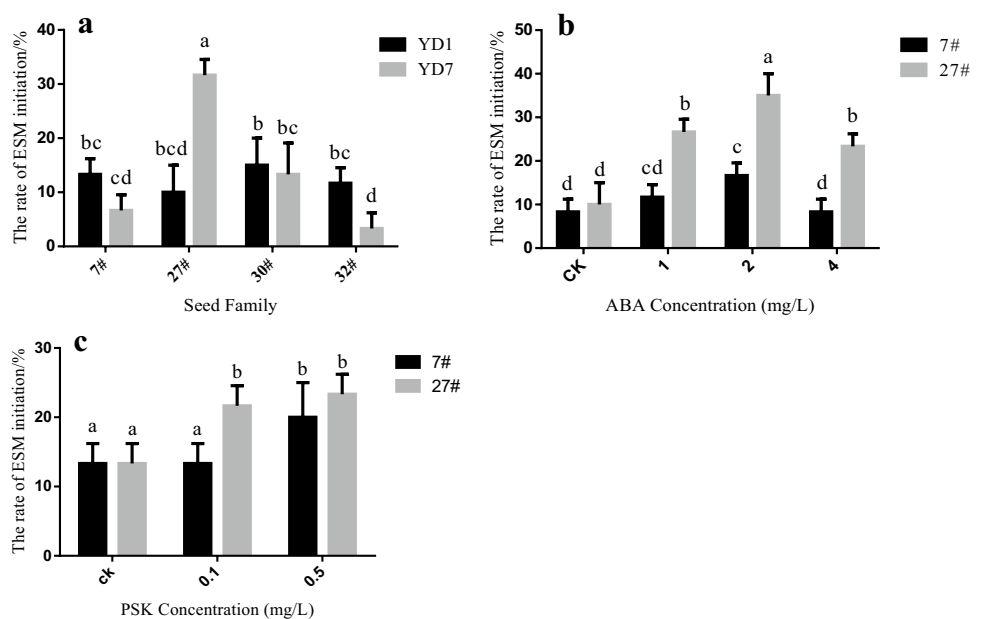 a
The rate of ESM initiation/%
40
30
20
10
0
bc
cd
bcd
a
b
bc
bc
d
YD1
YD7
7#
27#
30#
32#
Seed Family
b
The rate of ESM initiation/%
50
40
30
20
10
0
d
d
cd
b
c
a
d
b
7#
27#
CK
1
2
4
ABA Concentration (mg/L)
c
The rate of ESM initiation/%
30
20
10
0
a
a
a
b
b
b
7#
27#
ck
0.1
0.5
PSK Concentration (mg/L)